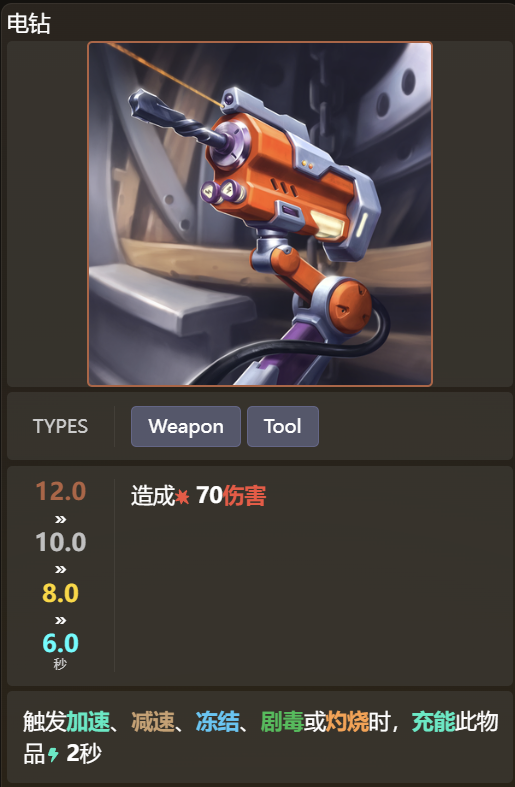 电钻
TYPES
Weapon
Tool
12.0
»
10.0
»
8.0
»
6.0
秒
造成70伤害
触发加速、减速、冻结、剧毒或灼烧时，充能此物
品2秒